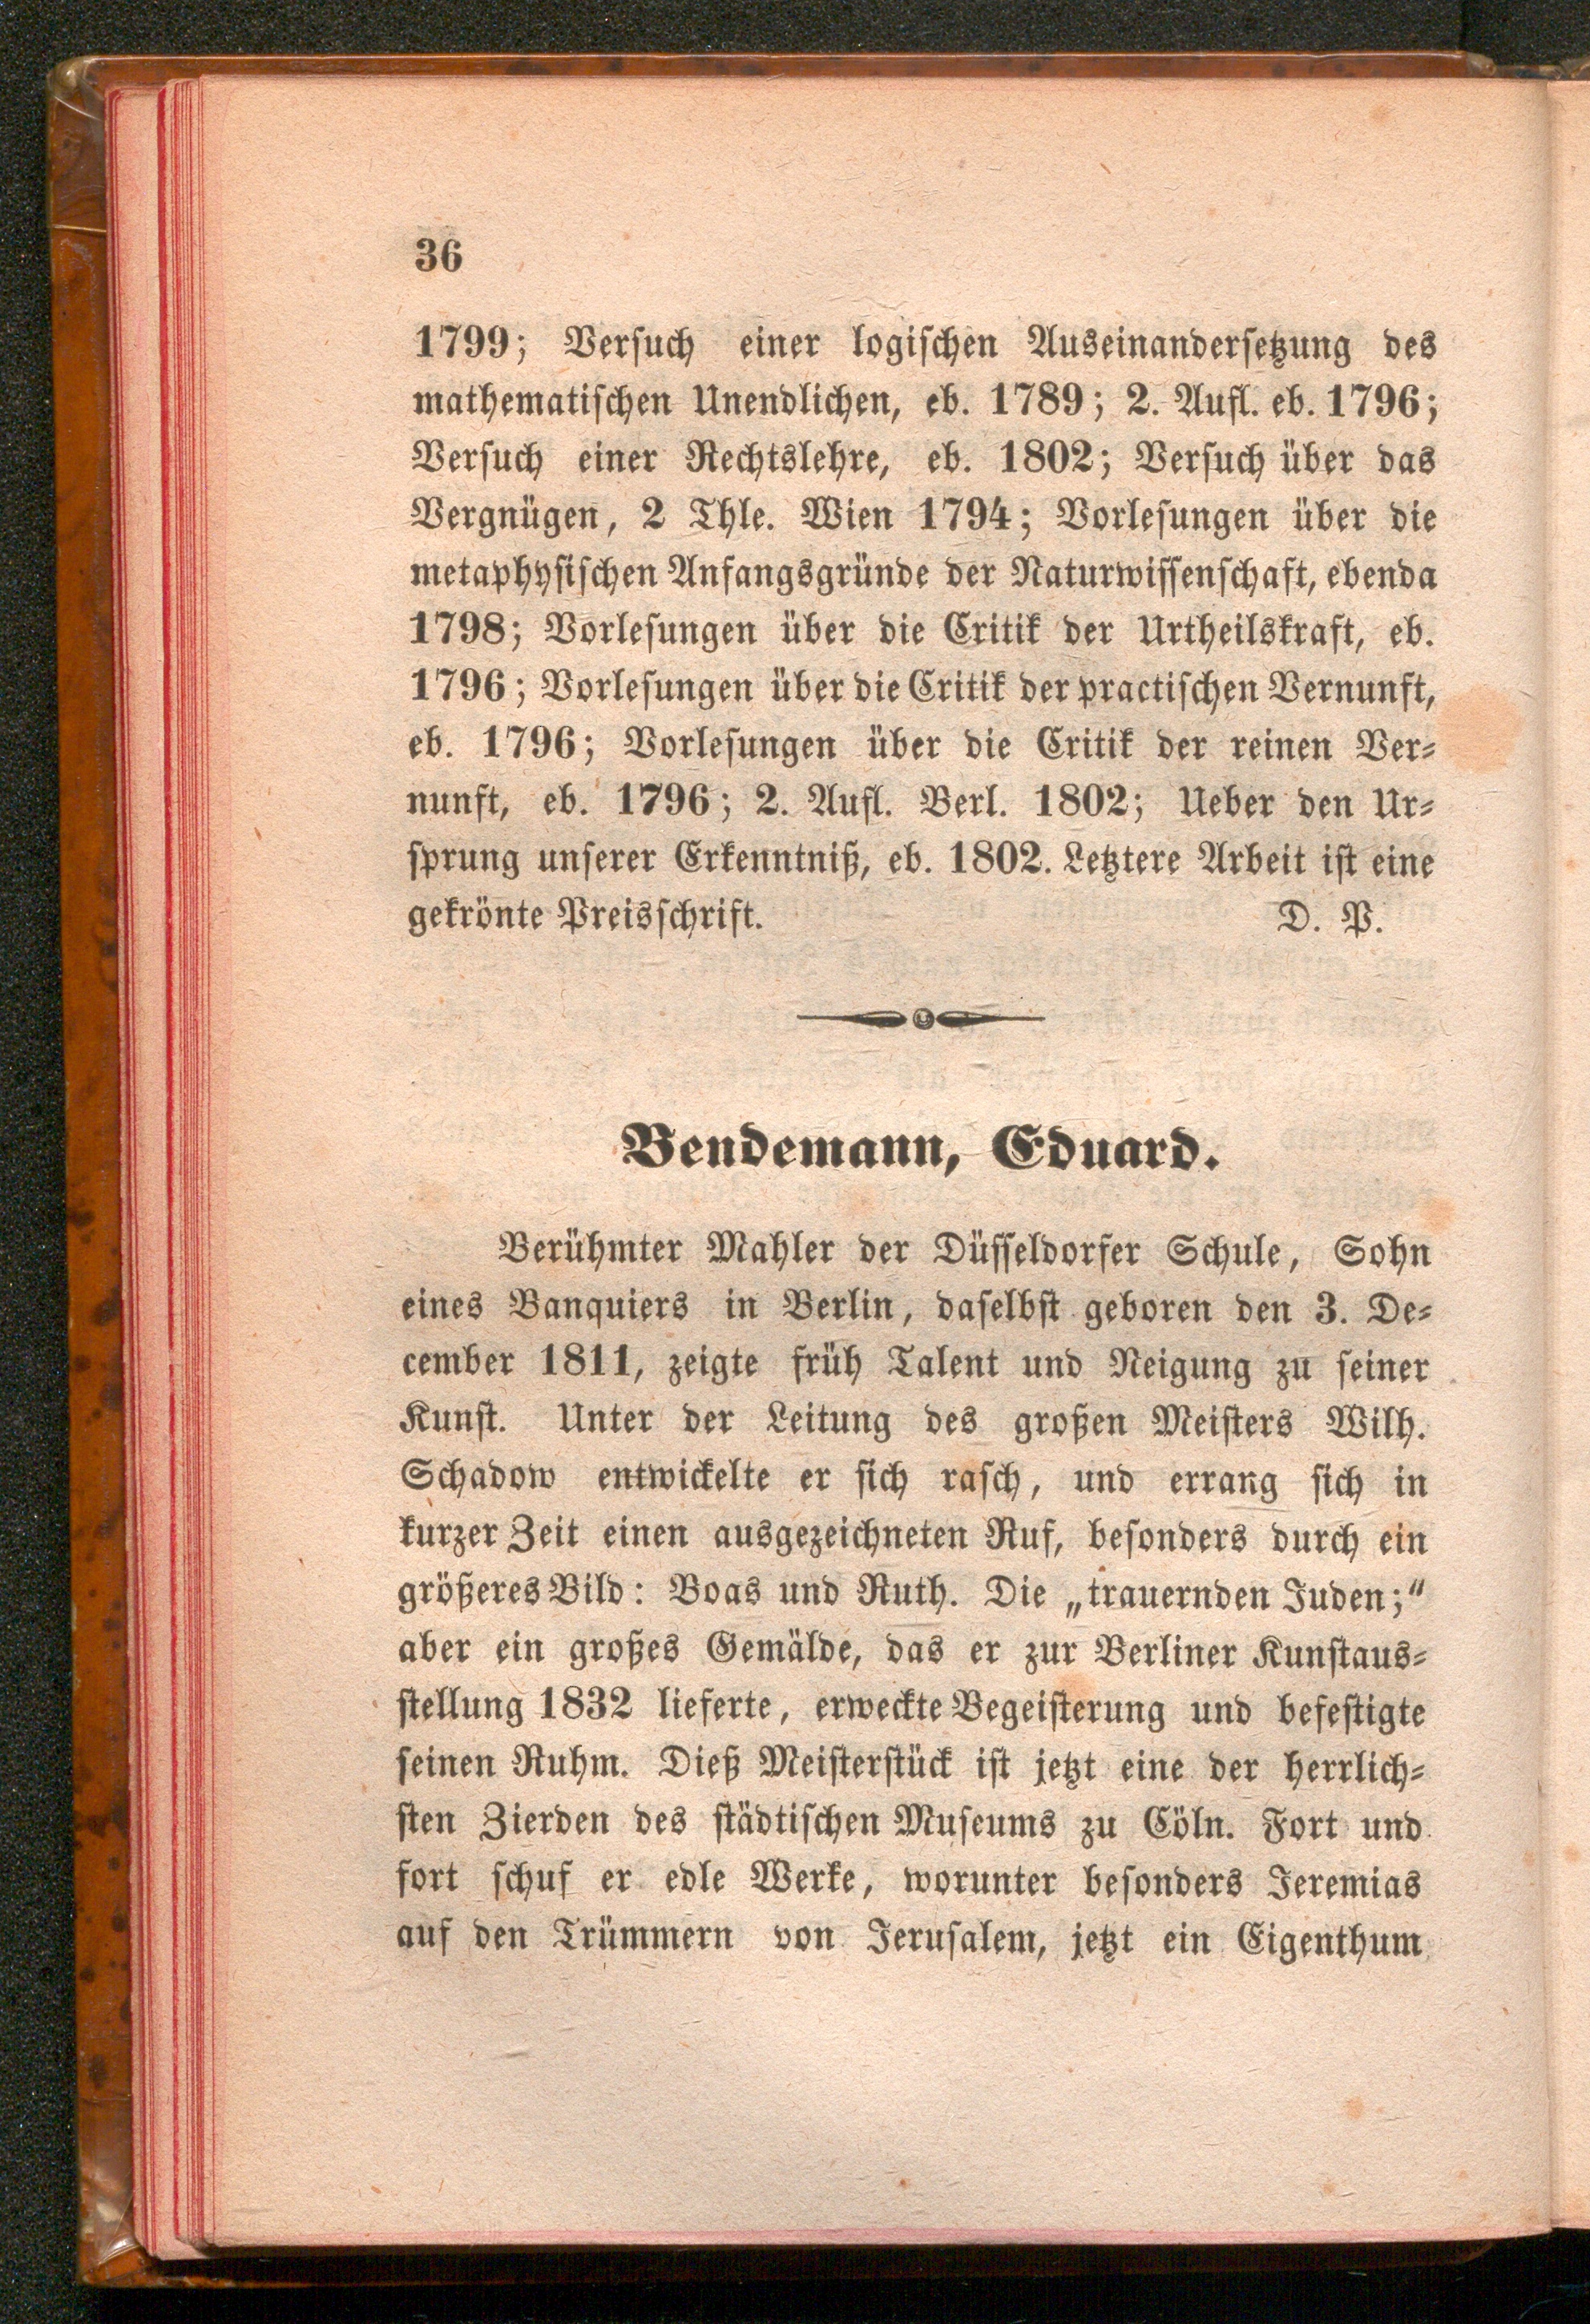 36
1799; Versuch einer logischen Auseinandersetzung des
mathematischen Unendlichen, eb. 1789; 2. Aufl. eb. 1796;
Versuch einer Rechtslehre, eb. 1802; Versuch über das
Vergnügen, 2 Thle. Wien 1794; Vorlesungen über die
metaphysischen Anfangsgründe der Naturwissenschaft, ebenda
1798; Vorlesungen über die Critik der Urtheilskraft, eb.
1796; Vorlesungen über die Critik der practischen Vernunft,
eb. 1796; Vorlesungen über die Critik der reinen Ver-
nunft, eb. 1796; 2. Aufl. Berl. 1802; Ueber den Ur-
sprung unserer Erkenntniß, eb. 1802. Letztere Arbeit ist eine
gekrönte Preisschrift. D. P.
Bendemann, Eduard.
Berühmter Mahler der Düsseldorfer Schule, Sohn
eines Banquiers in Berlin, daselbst geboren den 3. De-
cember 1811, zeigte früh Talent und Neigung zu seiner
Kunst. Unter der Leitung des großen Meisters Wilh.
Schadow entwickelte er sich rasch, und errang sich in
kurzer Zeit einen ausgezeichneten Ruf, besonders durch ein
größeres Bild: Boas und Ruth. Die „trauernden Juden;“
aber ein großes Gemälde, das er zur Berliner Kunstaus-
stellung 1832 lieferte, erweckte Begeisterung und befestigte
seinen Ruhm. Dieß Meisterstück ist jetzt eine der herrlich-
sten Zierden des städtischen Museums zu Cöln. Fort und
fort schuf er edle Werke, worunter besonders Jeremias
auf den Trümmern von Jerusalem, jetzt ein Eigenthum